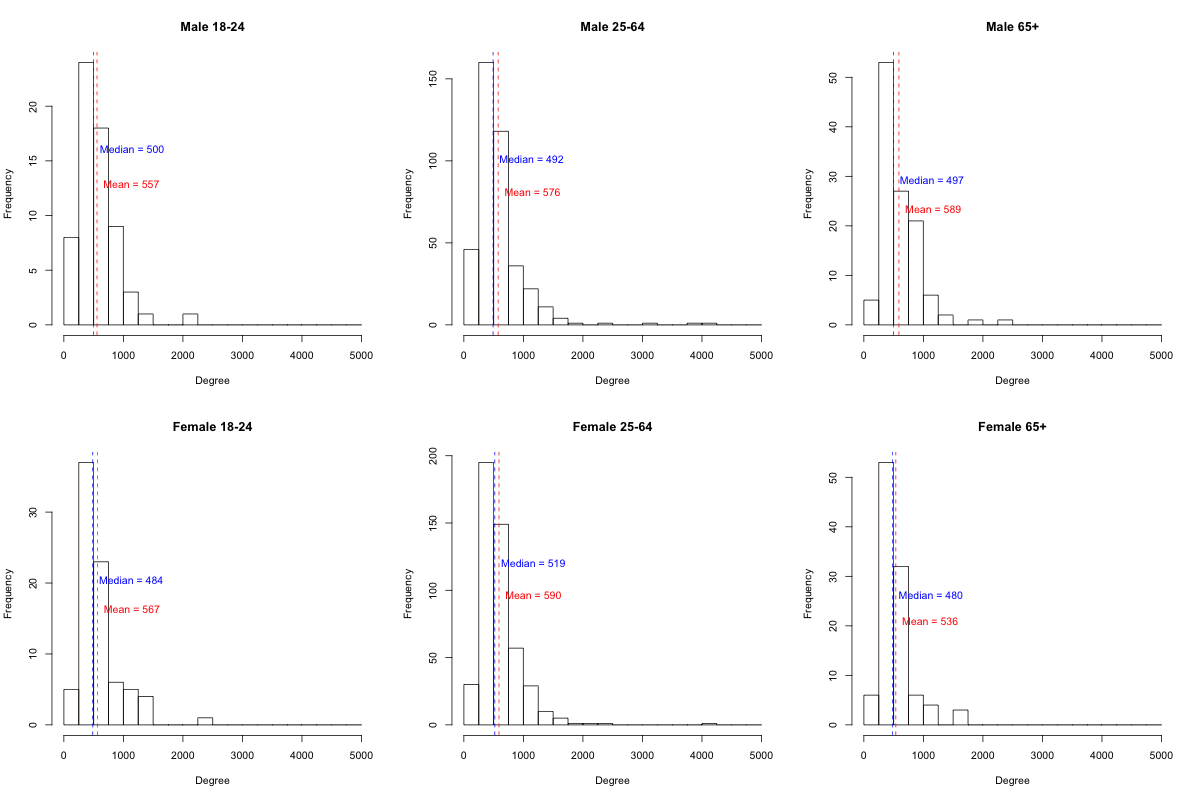 Male 18-24
Frequency
0
5
10
15
20
Median = 500
Mean = 557
0 1000 2000 3000 4000 5000
Degree
Male 25-64
Frequency
0
50
100
150
Median = 492
Mean = 576
0 1000 2000 3000 4000 5000
Degree
Male 65+
Frequency
0
10
20
30
40
50
Median = 497
Mean = 589
0 1000 2000 3000 4000 5000
Degree
Female 18-24
Frequency
0
10
20
30
Median = 484
Mean = 567
0 1000 2000 3000 4000 5000
Degree
Female 25-64
Frequency
0
50
100
150
200
Median = 519
Mean = 590
0 1000 2000 3000 4000 5000
Degree
Female 65+
Frequency
0
10
20
30
40
50
Median = 480
Mean = 536
0 1000 2000 3000 4000 5000
Degree